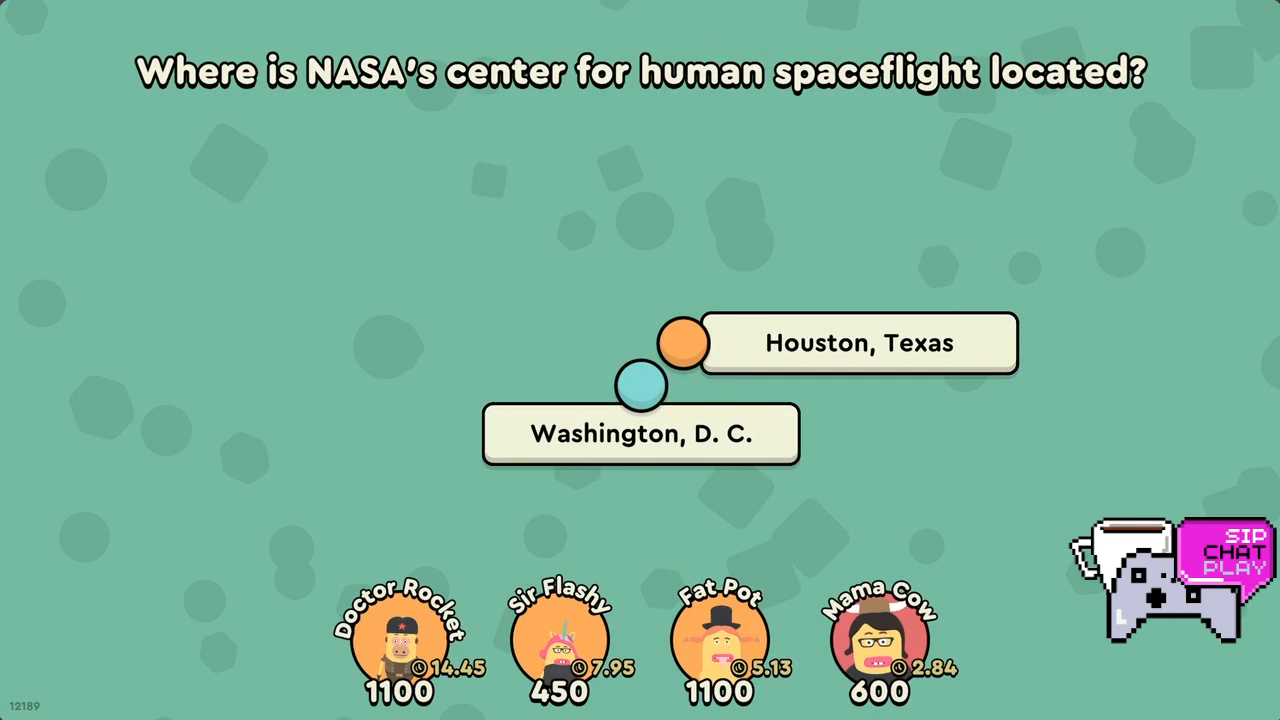 Where is NASA's center for human spaceflight located?
Houston, Texas
Washington, D. C.
SIP
CHAT
PLAY
Doctor Rocket
14.45
1100
Sir Flashy
7.95
450
Fat Pot
5.13
1100
Mama Cow
2.84
600
12189